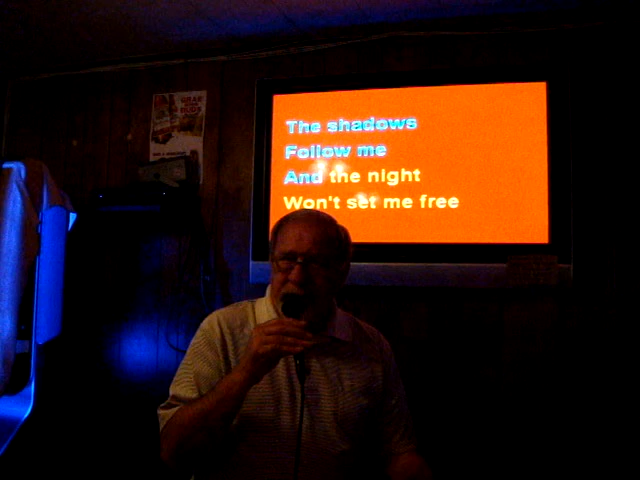 The shadows
Follow me
And the night
Won't set me free